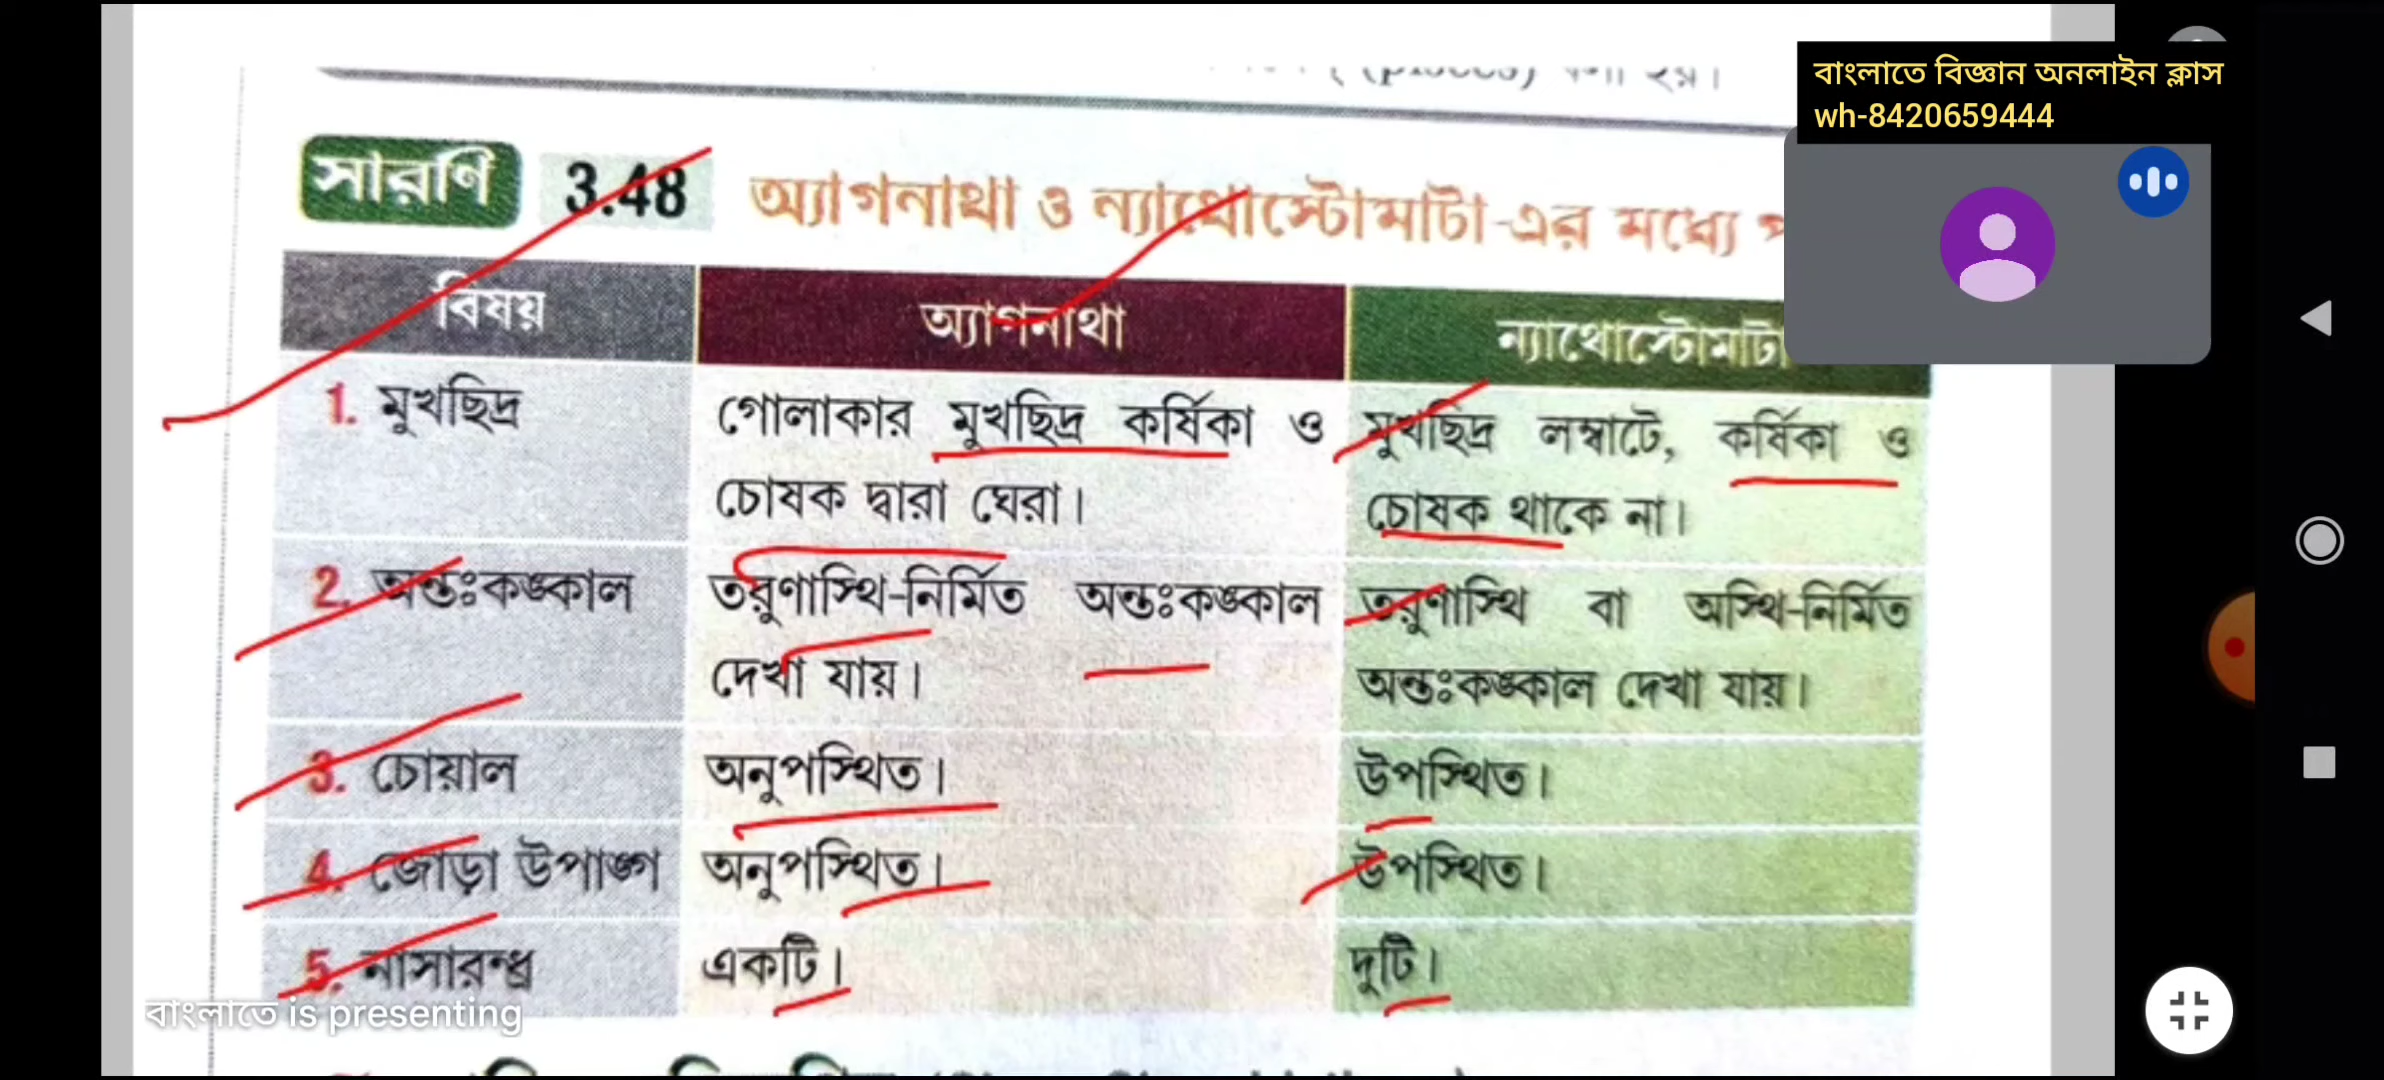 (pisces)
হয়।
বাংলাতে বিজ্ঞান অনলাইন ক্লাস
wh-8420659444
সারণি 3.48 অ্যাগনাথা ও ন্যাথোস্টোমাটা-এর মধ্যে
বিষয় অ্যাগনাথা ন্যাথোস্টোমাটা
1. মুখছিদ্র গোলাকার মুখছিদ্র কর্ষিকা ও মুখছিদ্র লম্বাটে, কর্ষিকা ও
চোষক দ্বারা ঘেরা। চোষক থাকে না।
2. অন্তঃকঙ্কাল তরুণাস্থি-নির্মিত অন্তঃকঙ্কাল তরুণাস্থি বা অস্থি-নির্মিত
দেখা যায়। অন্তঃকঙ্কাল দেখা যায়।
3. চোয়াল অনুপস্থিত। উপস্থিত।
4. জোড়া উপাঙ্গ অনুপস্থিত। উপস্থিত।
5. নাসারন্ধ্র একটি। দুটি।
বাংলাতে is presenting